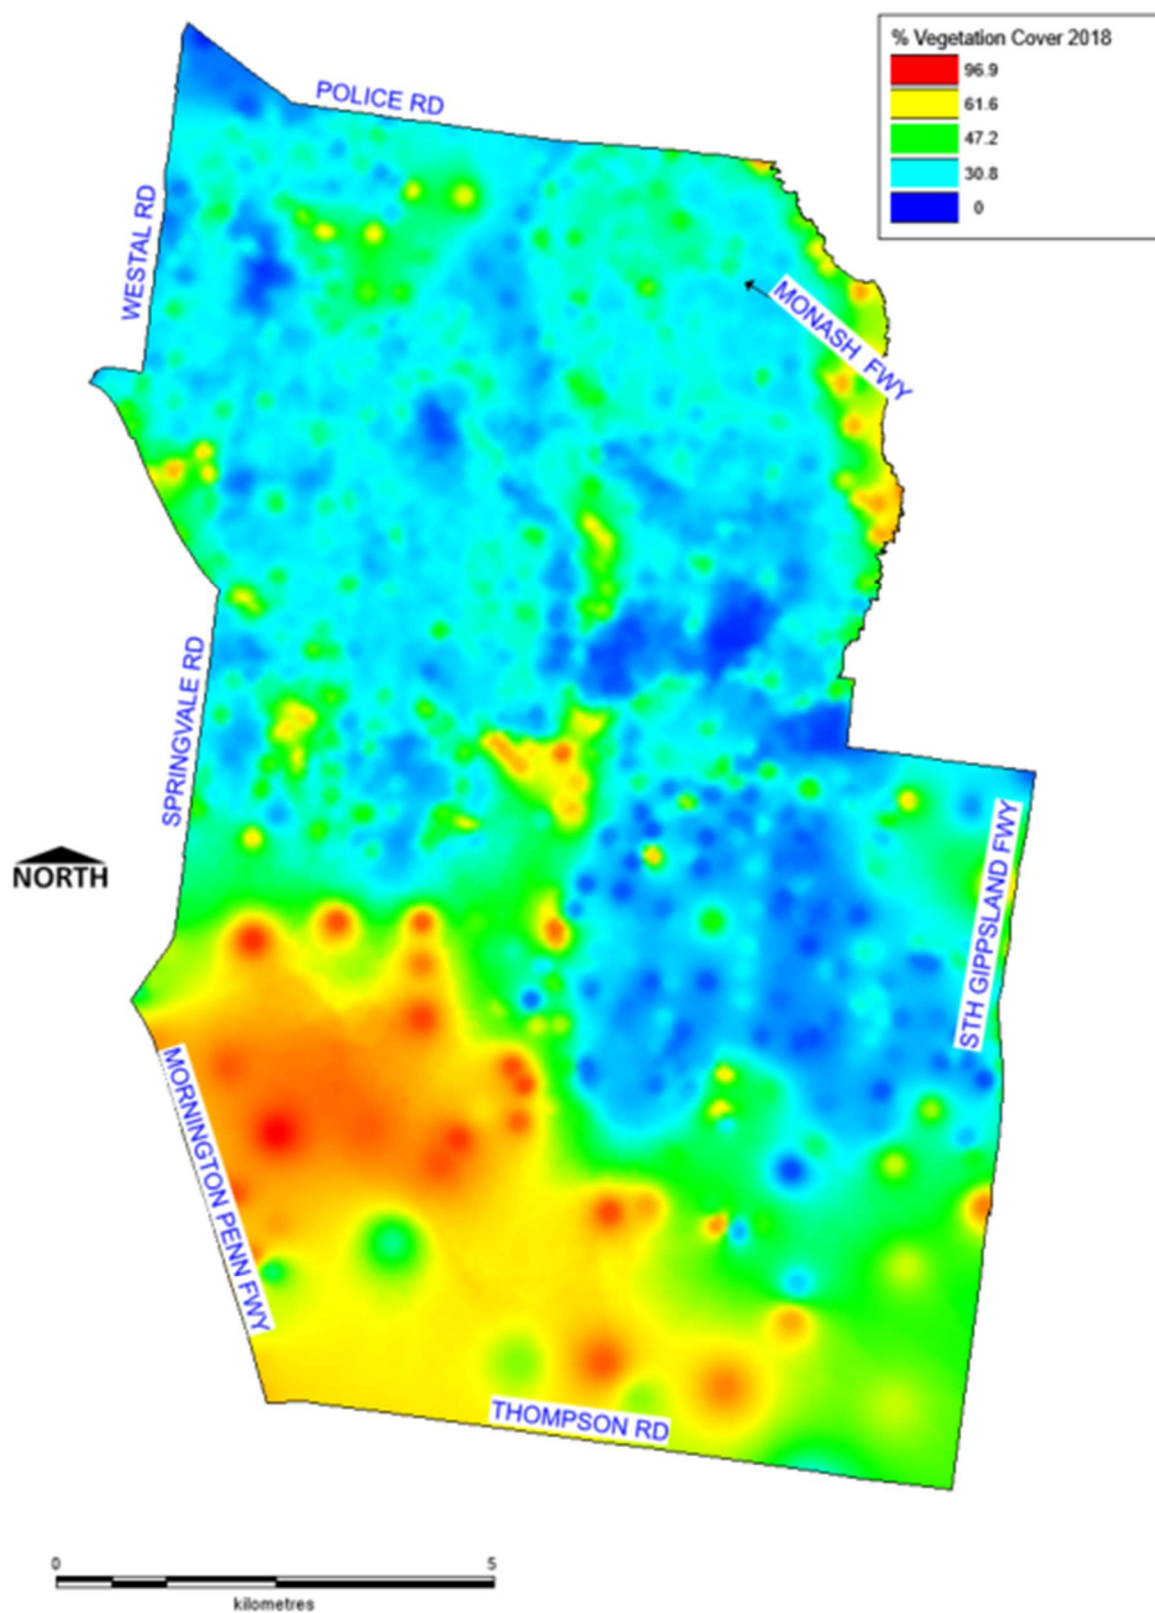 % Vegetation Cover 2018
96.9
61.6
47.2
30.8
0
POLICE RD
WESTAL RD
MONASH FWY
SPRINGVALE RD
STH GIPPSLAND FWY
NORTH
MORNINGTON PENN FWY
THOMPSON RD
0 5
kilometres